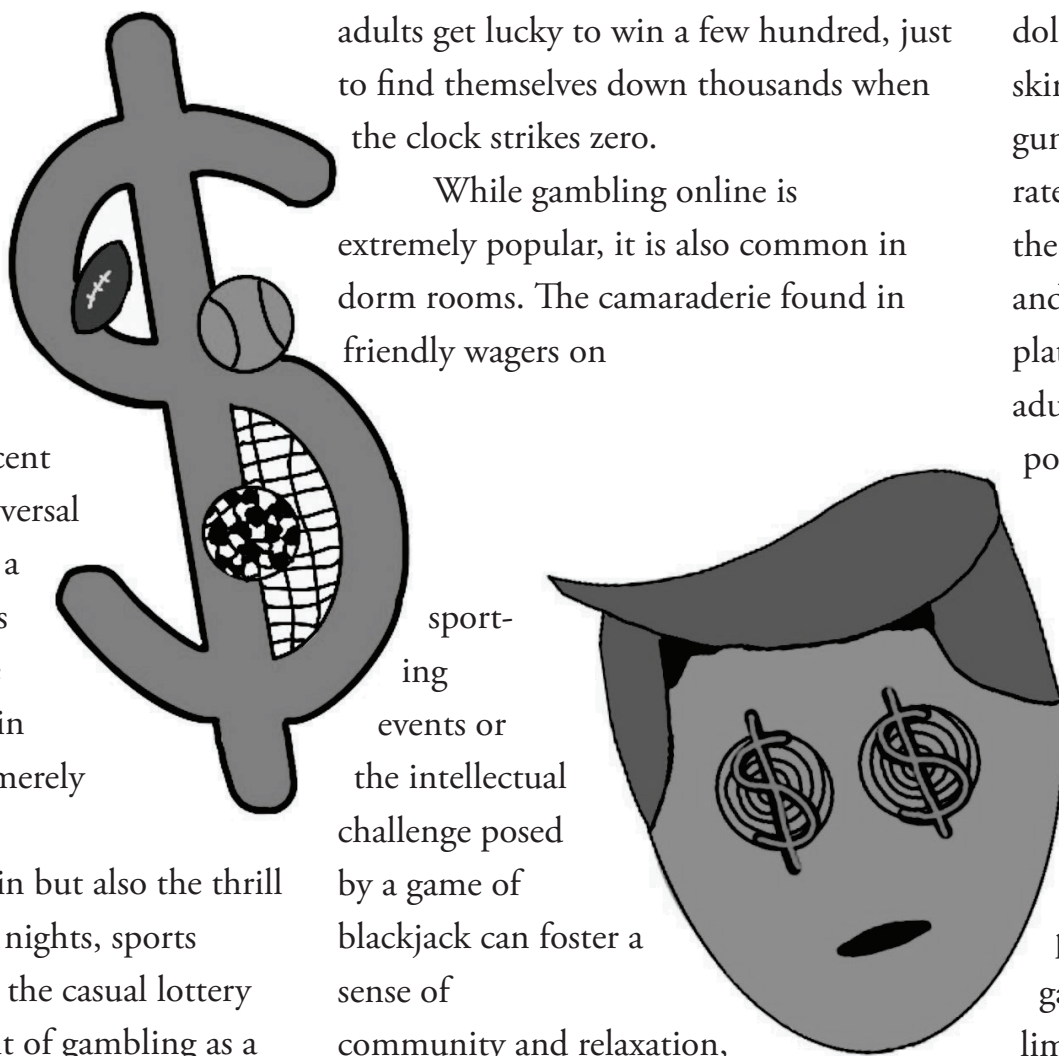 cent
versal
a
s
in
merely
in but also the thrill
nights, sports
the casual lottery
t of gambling as a
adults get lucky to win a few hundred, just
to find themselves down thousands when
the clock strikes zero.
While gambling online is
extremely popular, it is also common in
dorm rooms. The camaraderie found in
friendly wagers on
sport-
ing
events or
the intellectual
challenge posed
by a game of
blackjack can foster a
sense of
community and relaxation,
dol
skin
gun
rate
the
and
plat
adu
po
ga
lin